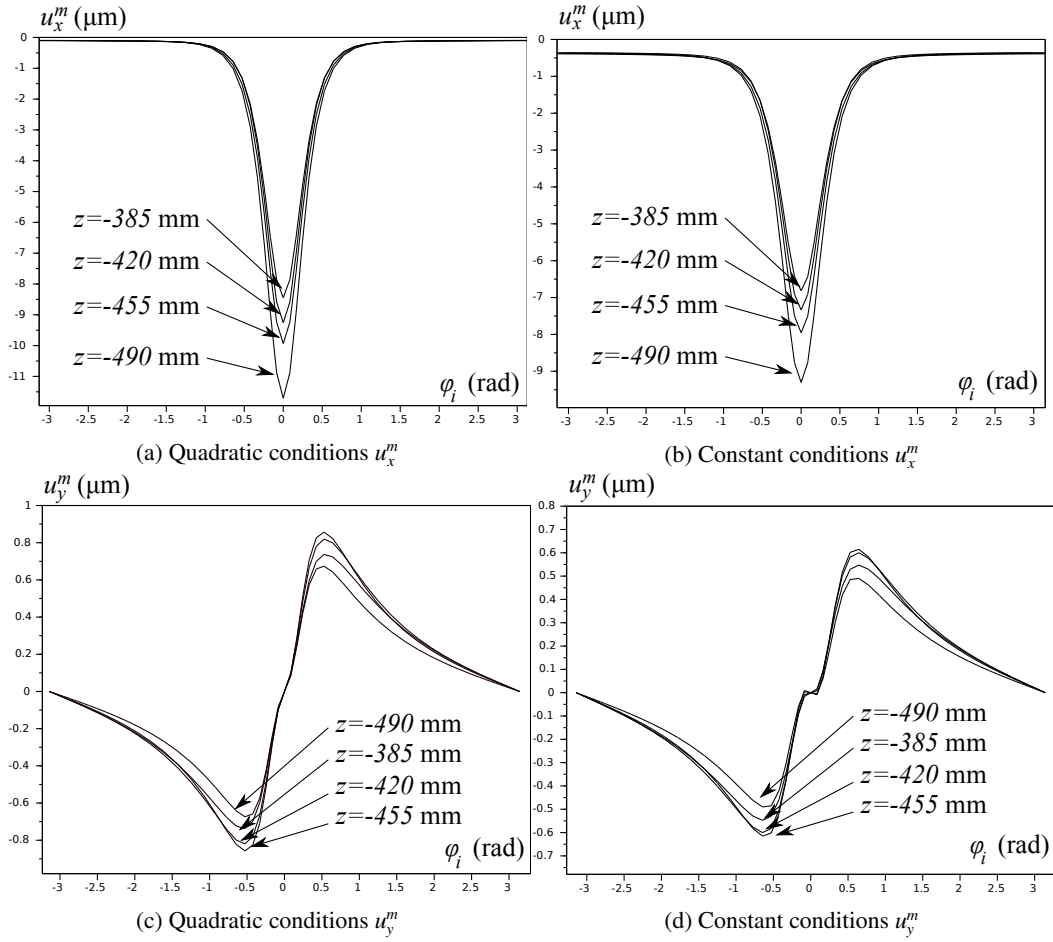 u_x^m (μm)
0
-1
-2
-3
-4
-5
-6
-7
-8
-9
-10
-11
z=-385 mm
z=-420 mm
z=-455 mm
z=-490 mm
φ_i (rad)
-3 -2.5 -2 -1.5 -1 -0.5 0 0.5 1 1.5 2 2.5 3
(a) Quadratic conditions u_x^m
u_x^m (μm)
0
-1
-2
-3
-4
-5
-6
-7
-8
-9
z=-385 mm
z=-420 mm
z=-455 mm
z=-490 mm
φ_i (rad)
-3 -2.5 -2 -1.5 -1 -0.5 0 0.5 1 1.5 2 2.5 3
(b) Constant conditions u_x^m
u_y^m (μm)
1
0.8
0.6
0.4
0.2
0
-0.2
-0.4
-0.6
-0.8
z=-490 mm
z=-385 mm
z=-420 mm
z=-455 mm
φ_i (rad)
-3 -2.5 -2 -1.5 -1 -0.5 0 0.5 1 1.5 2 2.5 3
(c) Quadratic conditions u_y^m
u_y^m (μm)
0.8
0.7
0.6
0.5
0.4
0.3
0.2
0.1
0
-0.1
-0.2
-0.3
-0.4
-0.5
-0.6
-0.7
z=-490 mm
z=-385 mm
z=-420 mm
z=-455 mm
φ_i (rad)
-3 -2.5 -2 -1.5 -1 -0.5 0 0.5 1 1.5 2 2.5 3
(d) Constant conditions u_y^m